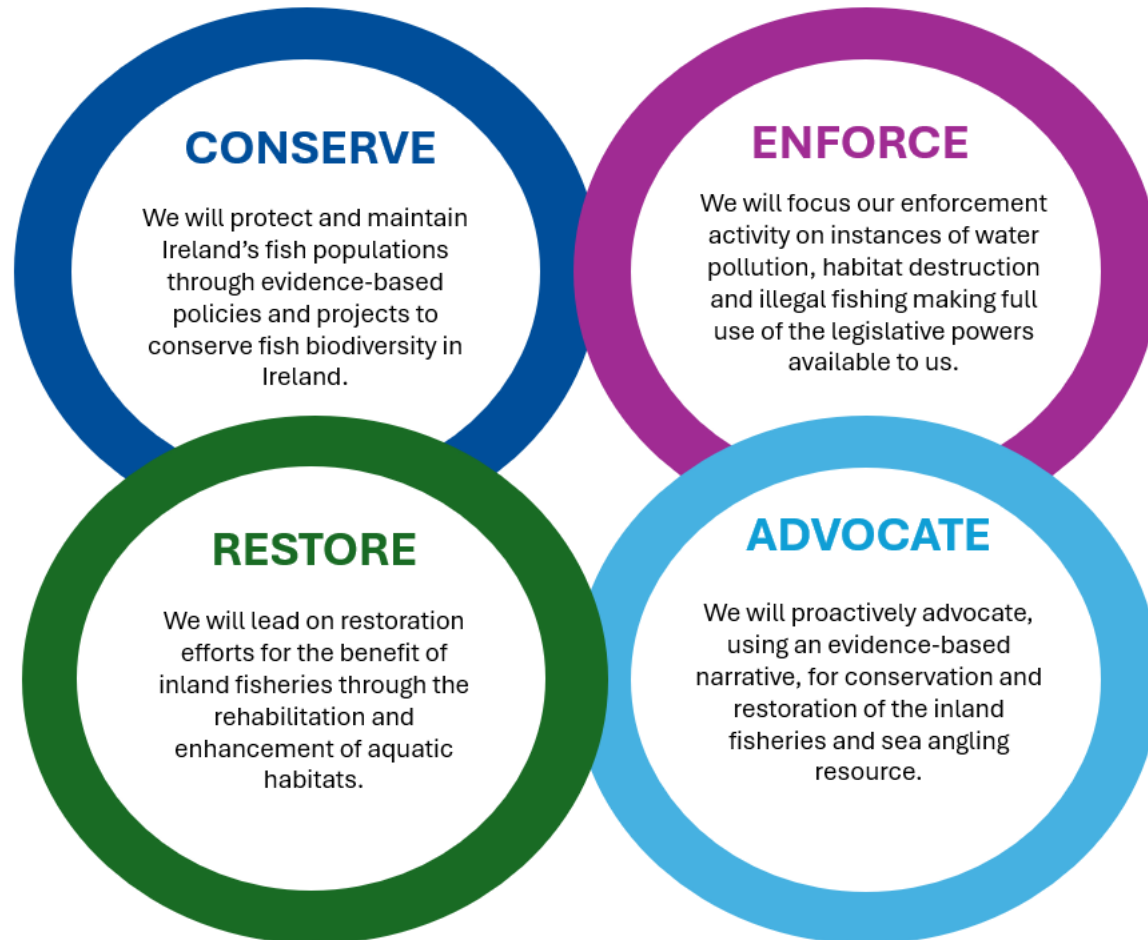 CONSERVE
We will protect and maintain
Ireland’s fish populations
through evidence-based
policies and projects to
conserve fish biodiversity in
Ireland.
ENFORCE
We will focus our enforcement
activity on instances of water
pollution, habitat destruction
and illegal fishing making full
use of the legislative powers
available to us.
RESTORE
We will lead on restoration
efforts for the benefit of
inland fisheries through the
rehabilitation and
enhancement of aquatic
habitats.
ADVOCATE
We will proactively advocate,
using an evidence-based
narrative, for conservation and
restoration of the inland
fisheries and sea angling
resource.